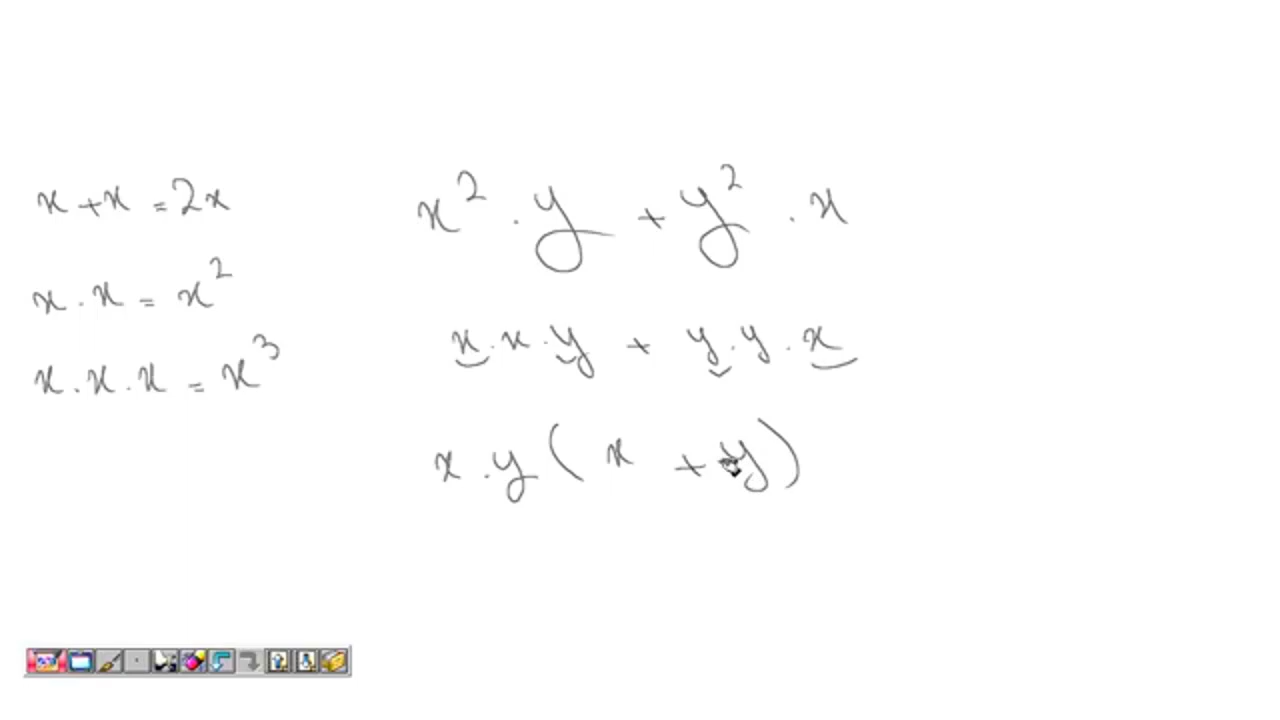 x + x = 2x
x . x = x²
x . x . x = x³
x² . y + y² . x
x . x . y + y . y . x
x . y ( x + y )